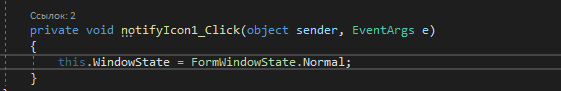 Ссылок: 2
private void notifyIcon1_Click(object sender, EventArgs e)
{
this.WindowState = FormWindowState.Normal;
}